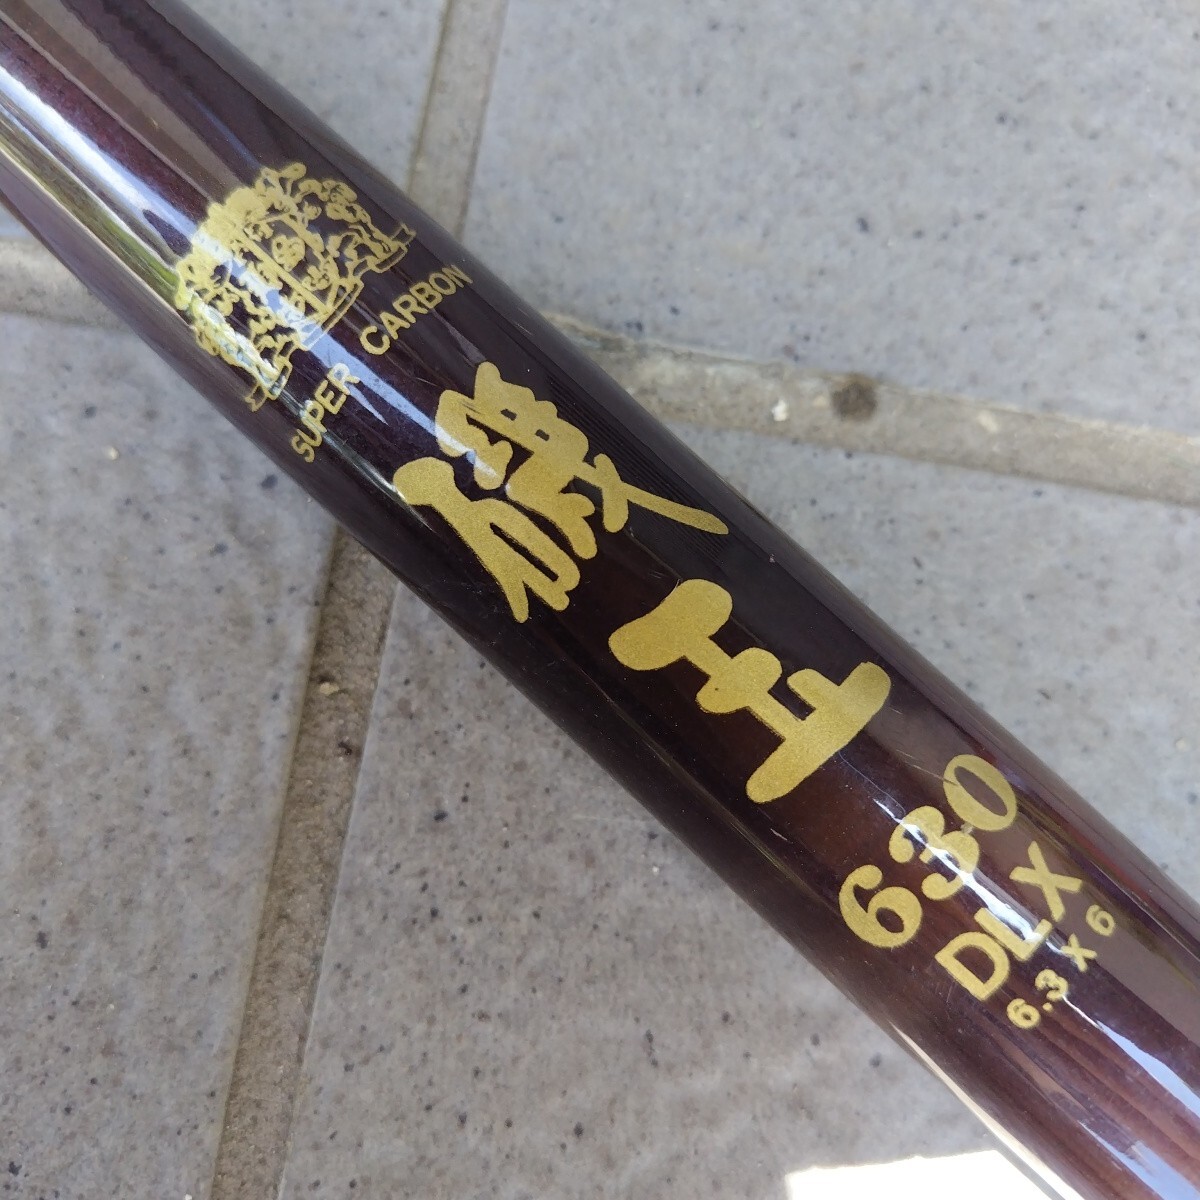 SUPER CARBON
磯王
630
DLX
6.3 x 6